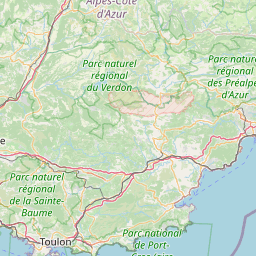 Alpes-Côte
d'Azur
Parc naturel
régional
du Verdon
Parc naturel
régional
des Préalpe
d'Azur
Parc naturel
régional
de la Sainte-
Baume
Toulon
Parc national
de Port-